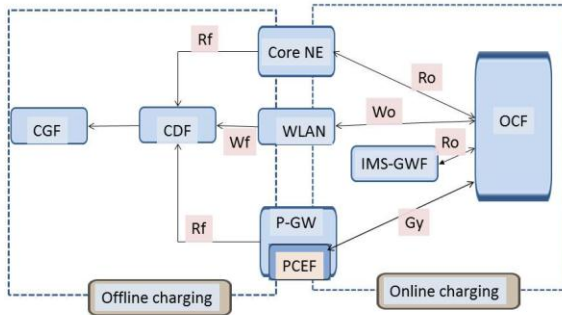 Rf
Core NE
Ro
OCF
CGF
CDF
Wf
WLAN
Wo
Ro
IMS-GWF
Rf
P-GW
Gy
PCEF
Offline charging
Online charging